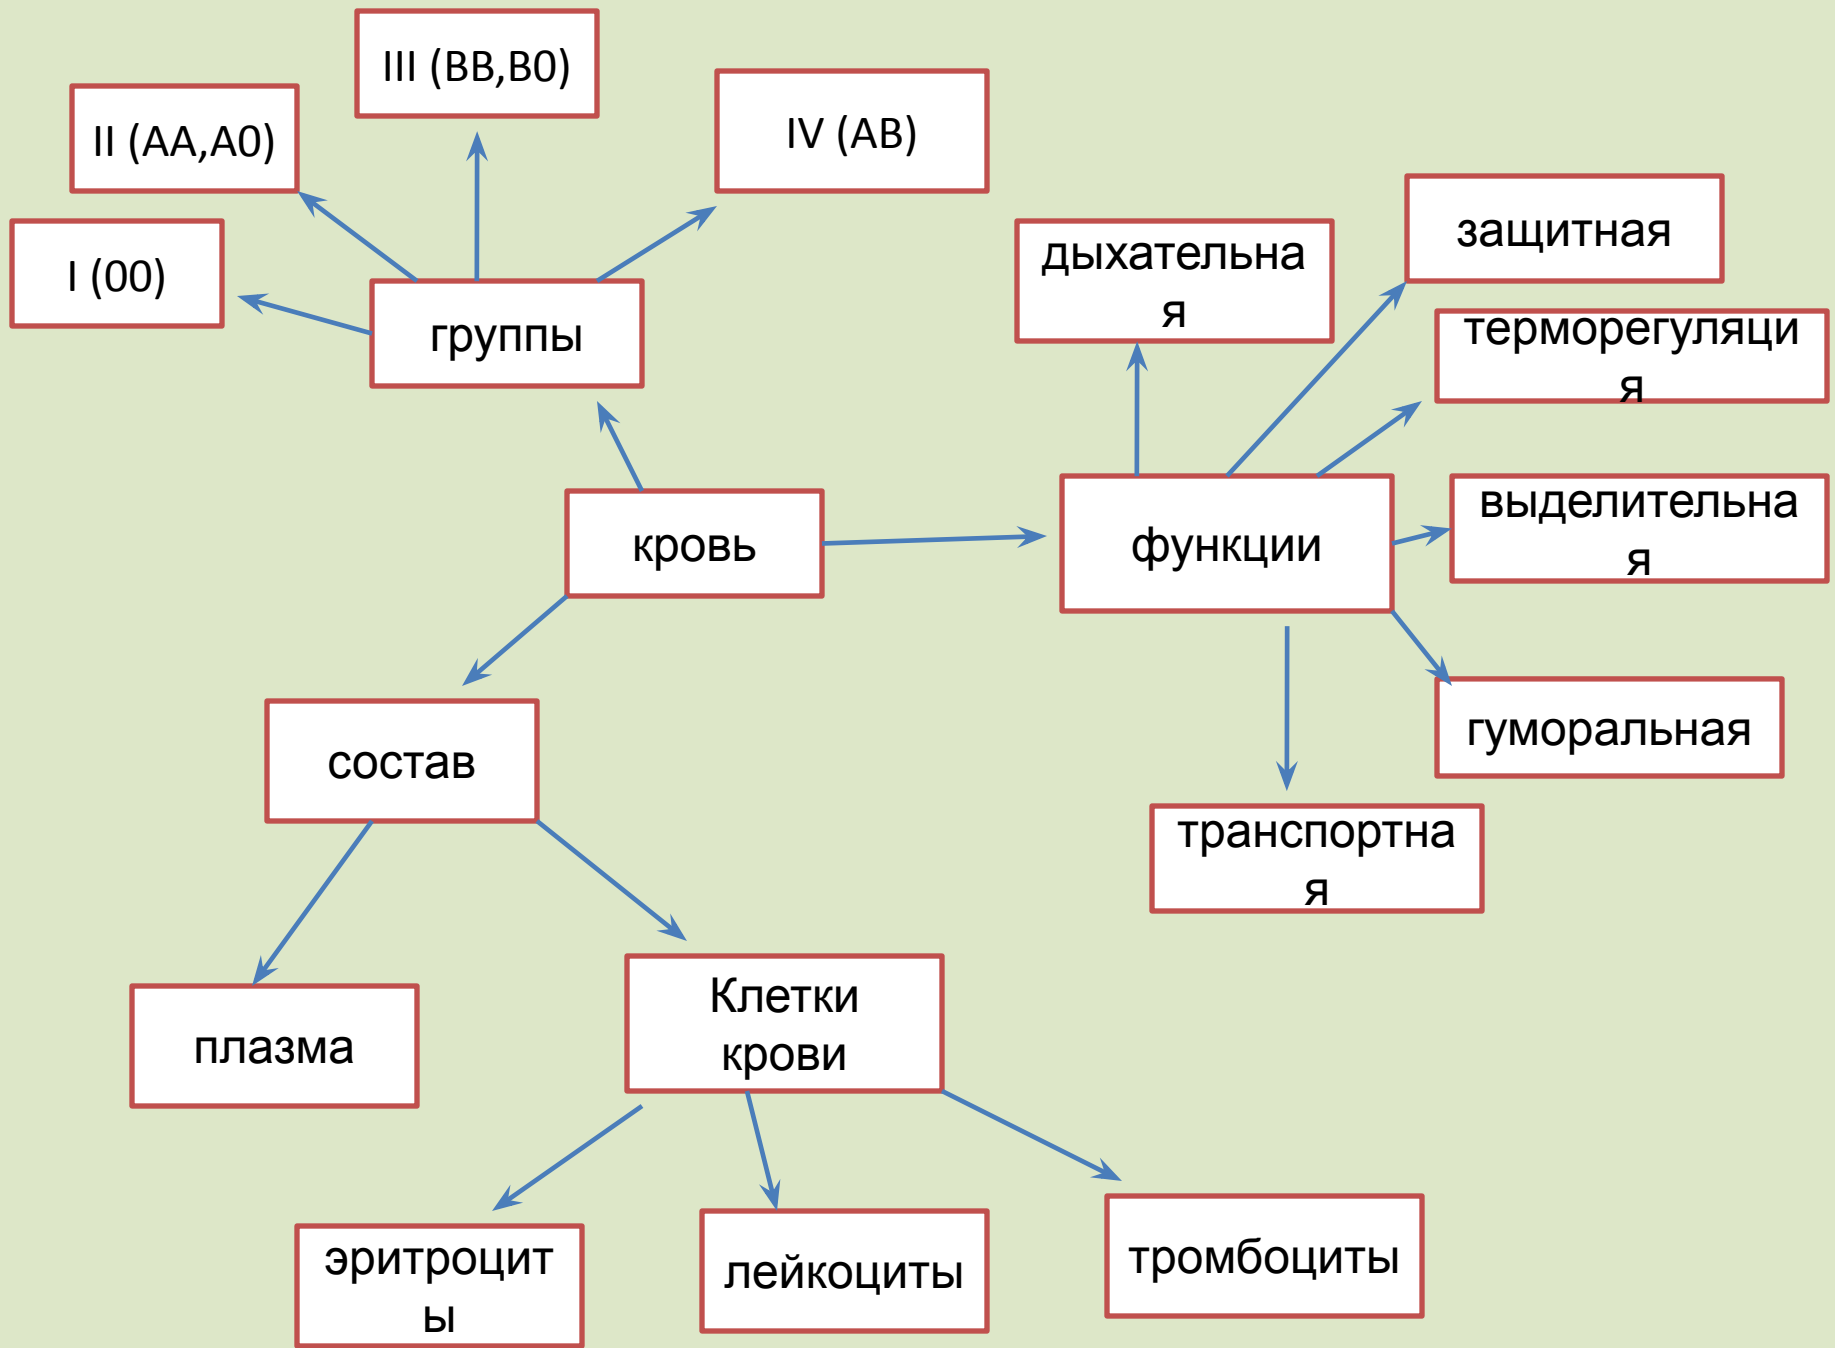 III (BB,B0)
II (AA,A0)
IV (AB)
I (00)
группы
дыхательна
я
защитная
терморегуляци
я
кровь
функции
выделительна
я
гуморальная
состав
транспортна
я
плазма
Клетки
крови
эритроцит
ы
лейкоциты
тромбоциты